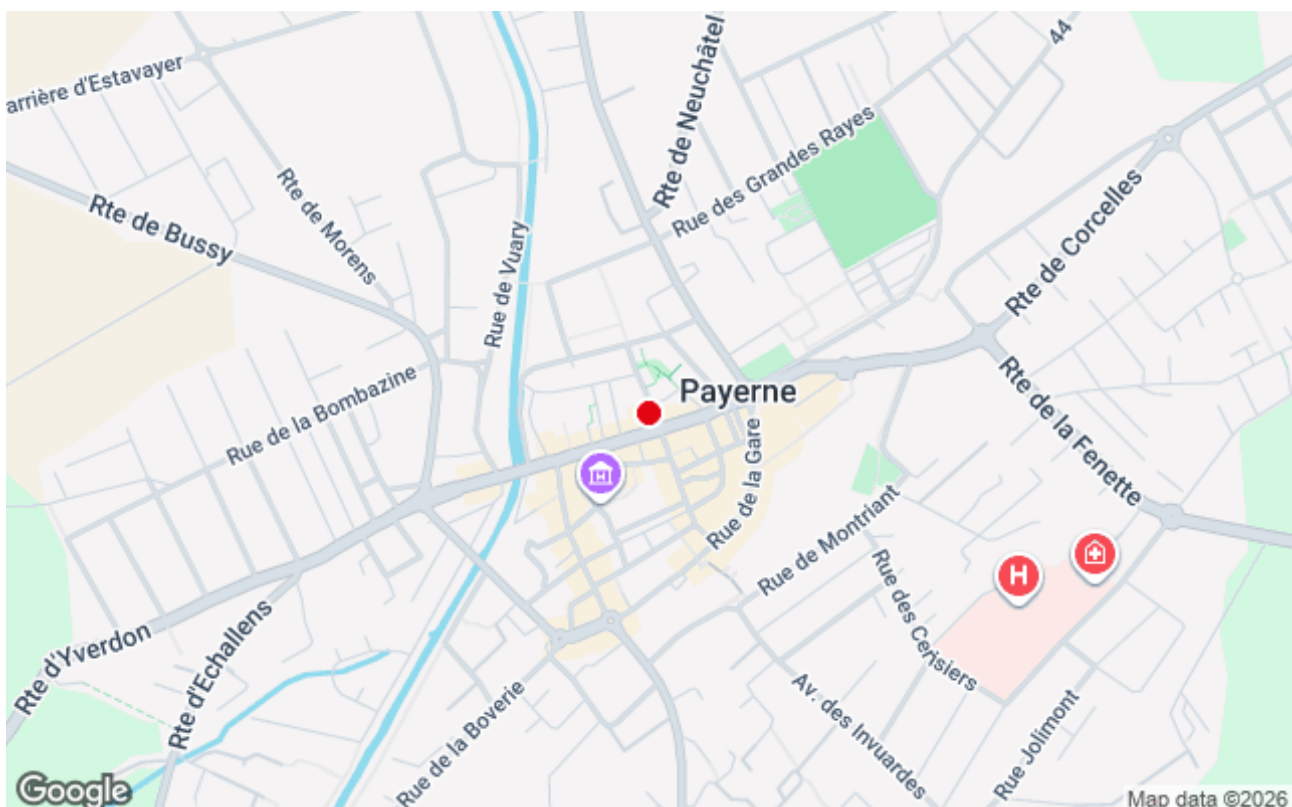 arrière d'Estavayer
Rte de Neuchâtel
44
Rue des Grandes Rayes
Rte de Bussy
Rte de Morens
Rue de Vuary
Rte de Corcelles
Rue de la Bombazine
Payerne
Rte de la Fenette
Rue de la Gare
Rue de Montriant
H
Rue des Cerisiers
Rte d'Yverdon
Rte d'Echallens
Rue de la Boverie
Av. des Invuardes
Rue Jolimont
Google
Map data ©2026